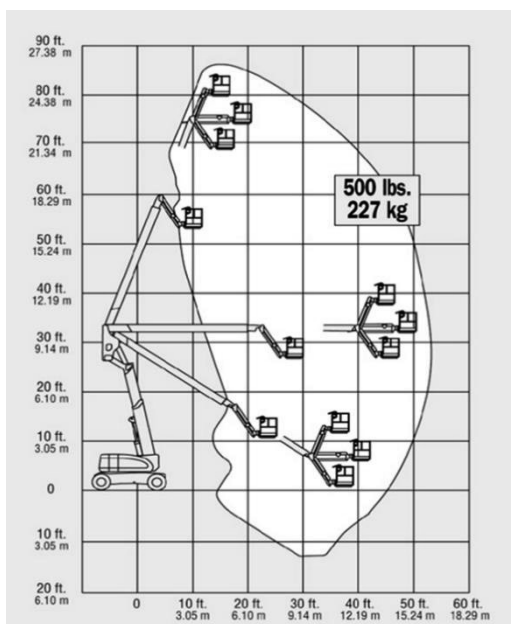 90 ft.
27.38 m
80 ft.
24.38 m
70 ft.
21.34 m
60 ft.
18.29 m
50 ft.
15.24 m
40 ft.
12.19 m
30 ft.
9.14 m
20 ft.
6.10 m
10 ft.
3.05 m
0
10 ft.
3.05 m
20 ft.
6.10 m
500 lbs.
227 kg
0 10 ft. 20 ft. 30 ft. 40 ft. 50 ft. 60 ft.
3.05 m 6.10 m 9.14 m 12.19 m 15.24 m 18.29 m